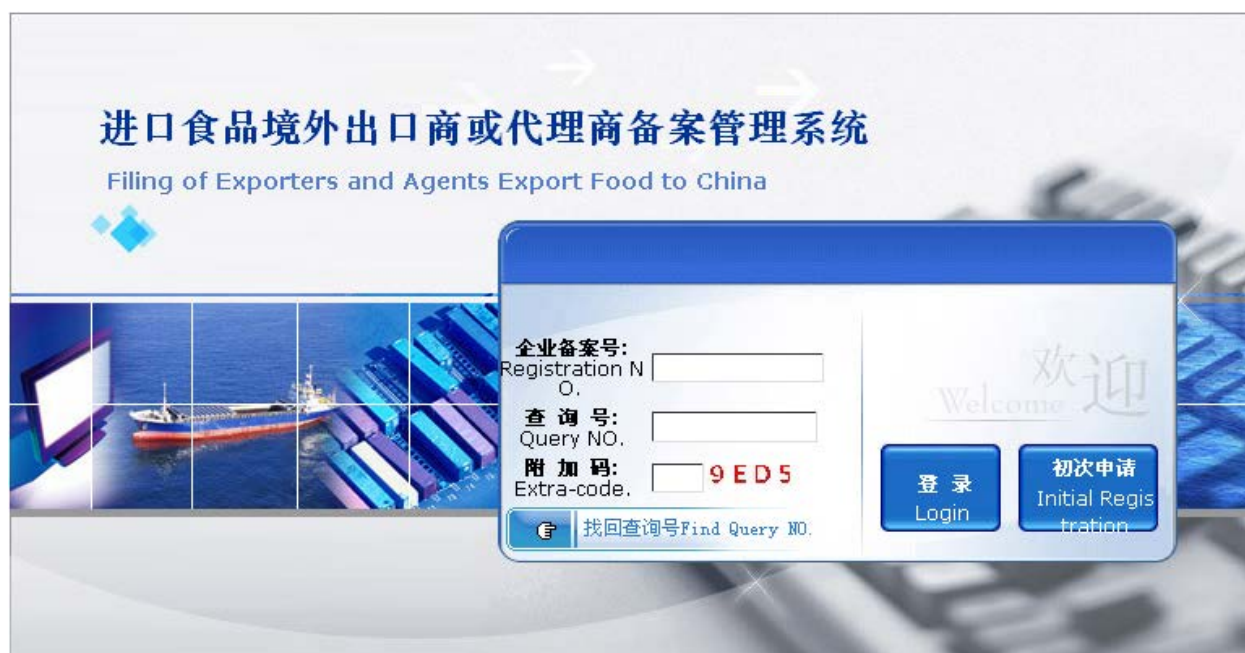 进口食品境外出口商或代理商备案管理系统
Filing of Exporters and Agents Export Food to China
企业备案号:
Registration N
O.
查 询 号:
Query NO.
附 加 码:
Extra-code.
9ED5
找回查询号Find Query NO.
欢迎
Welcome
登 录
Login
初次申请
Initial Regis
tration